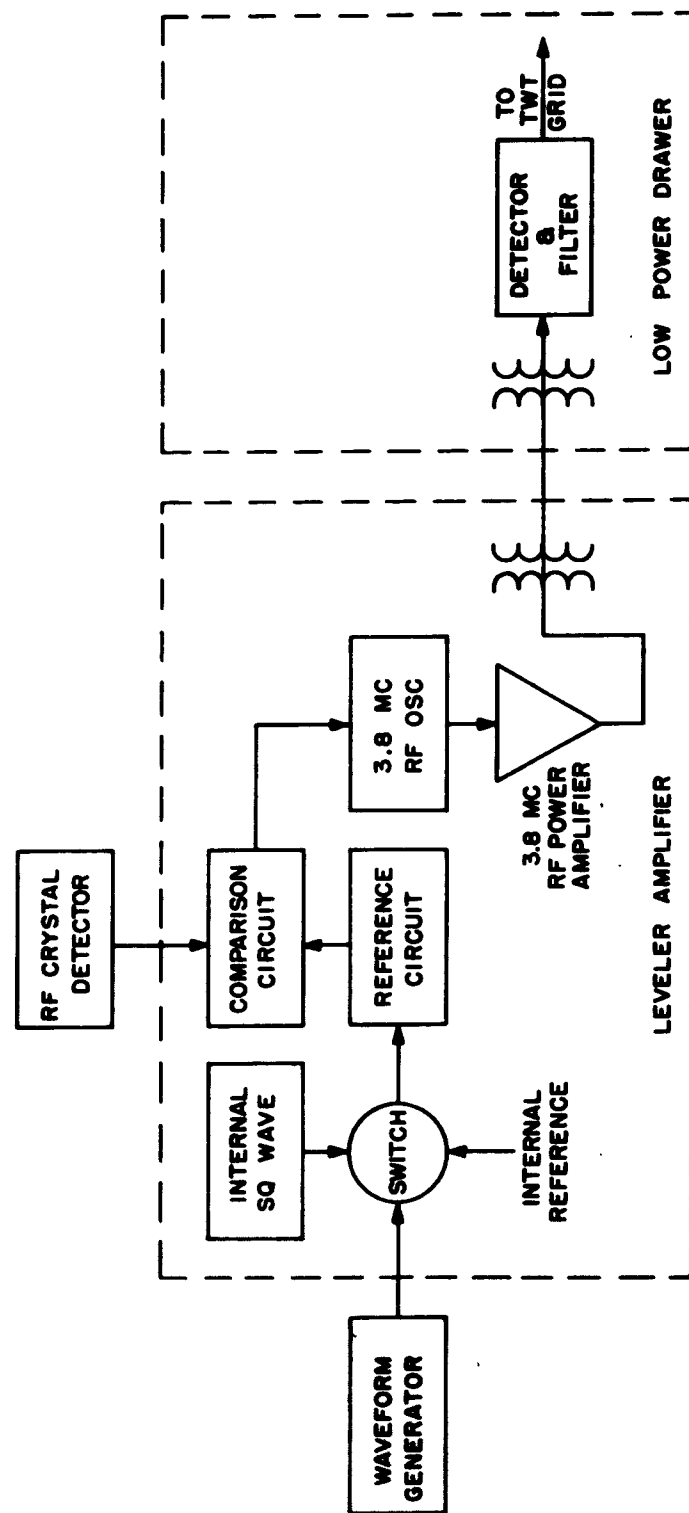 RF CRYSTAL
DETECTOR
INTERNAL
SQ WAVE
COMPARISON
CIRCUIT
WAVEFORM
GENERATOR
SWITCH
REFERENCE
CIRCUIT
3.8 MC
RF OSC
INTERNAL
REFERENCE
3.8 MC
RF POWER
AMPLIFIER
DETECTOR
&
FILTER
TO
TWT
GRID
LEVELER AMPLIFIER
LOW POWER DRAWER